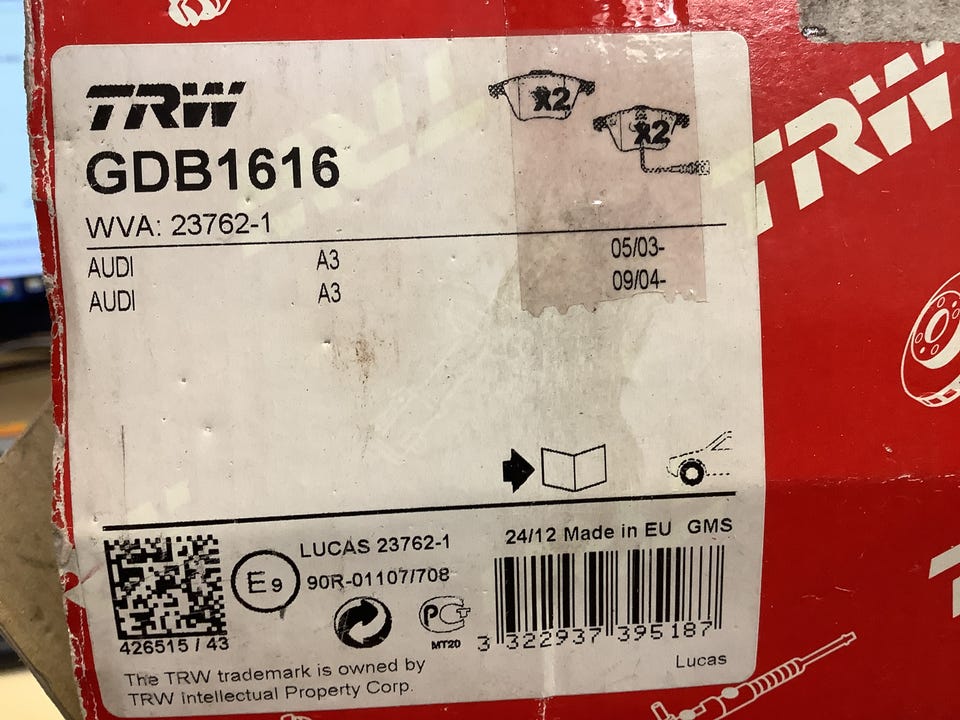 TRW
X2
X2
GDB1616
WVA: 23762-1
AUDI A3 05/03-
AUDI A3 09/04-
TRW
24/12 Made in EU GMS
LUCAS 23762-1
E9 90R-01107/708
PCT
MT20
3 322937 395187
426515 / 43
Lucas
The TRW trademark is owned by
TRW Intellectual Property Corp.